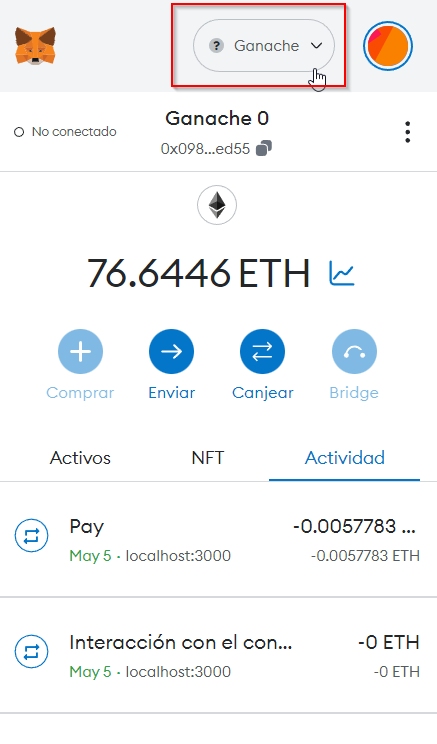 ? Ganache
No conectado
Ganache 0
0x098...ed55
76.6446 ETH
Comprar Enviar Canjear Bridge
Activos NFT Actividad
Pay -0.0057783 ...
May 5 · localhost:3000 -0.0057783 ETH
Interacción con el con... -0 ETH
May 5 · localhost:3000 -0 ETH